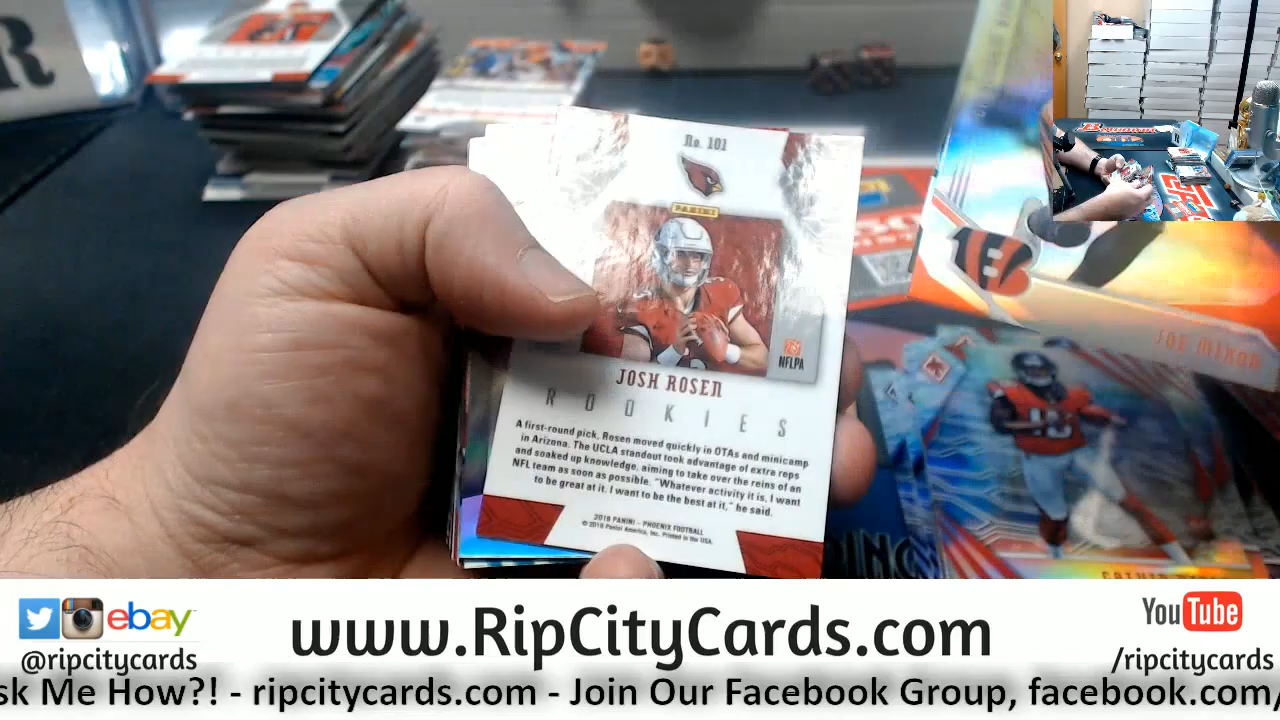 No. 101
PANINI
NFLPA
JOSH ROSEN
ROOKIES
A first-round pick, Rosen moved quickly in OTAs and minicamp
in Arizona. The UCLA standout took advantage of extra reps
and soaked up knowledge, aiming to take over the reins of an
NFL team as soon as possible. "Whatever activity it is, I want
to be great at it. I want to be the best at it," he said.
2018 PANINI - PHOENIX FOOTBALL
© 2018 Panini America, Inc. Printed in the USA.
JOE MIXON
www.RipCityCards.com
ebay
@ripcitycards
YouTube
/ripcitycards
sk Me How?! - ripcitycards.com - Join Our Facebook Group, facebook.com/